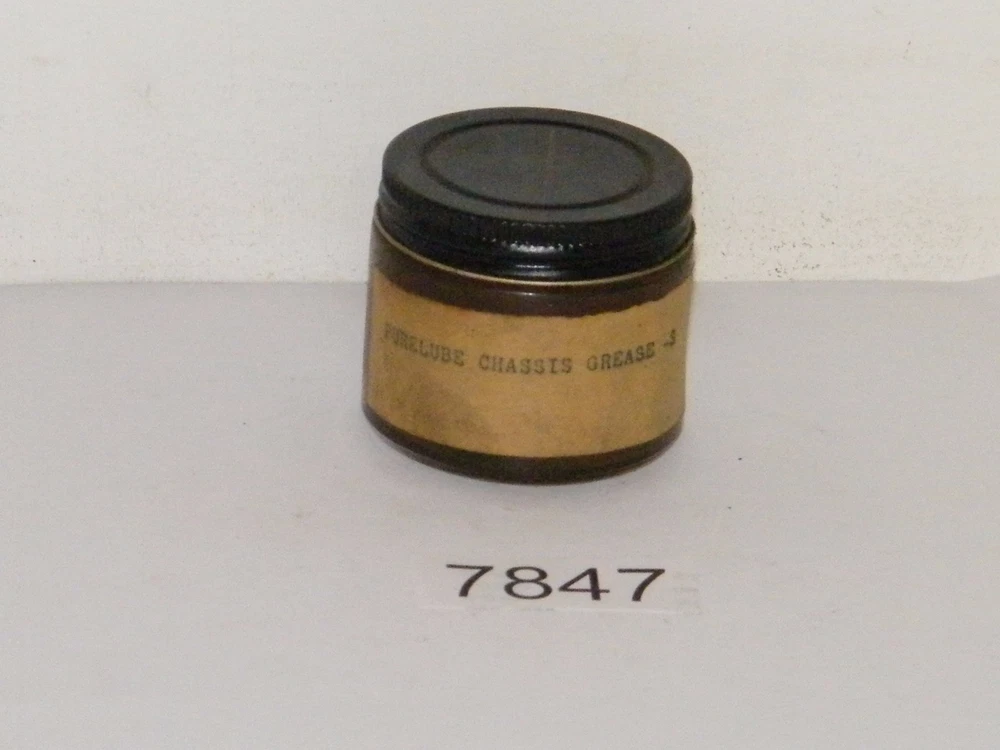 PURELUBE CHASSIS GREASE -S
7847